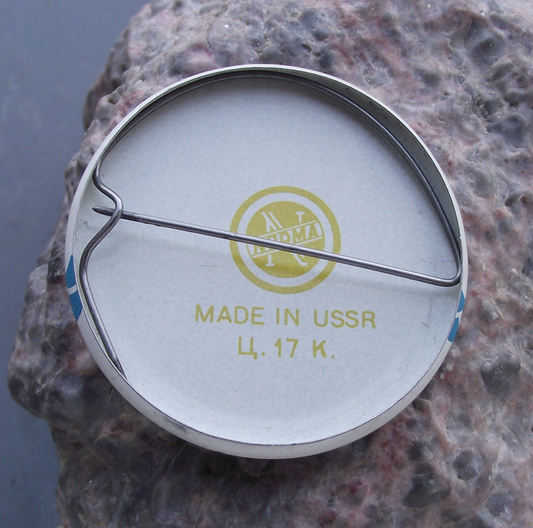 NORMA
MADE IN USSR
Ц. 17 К.